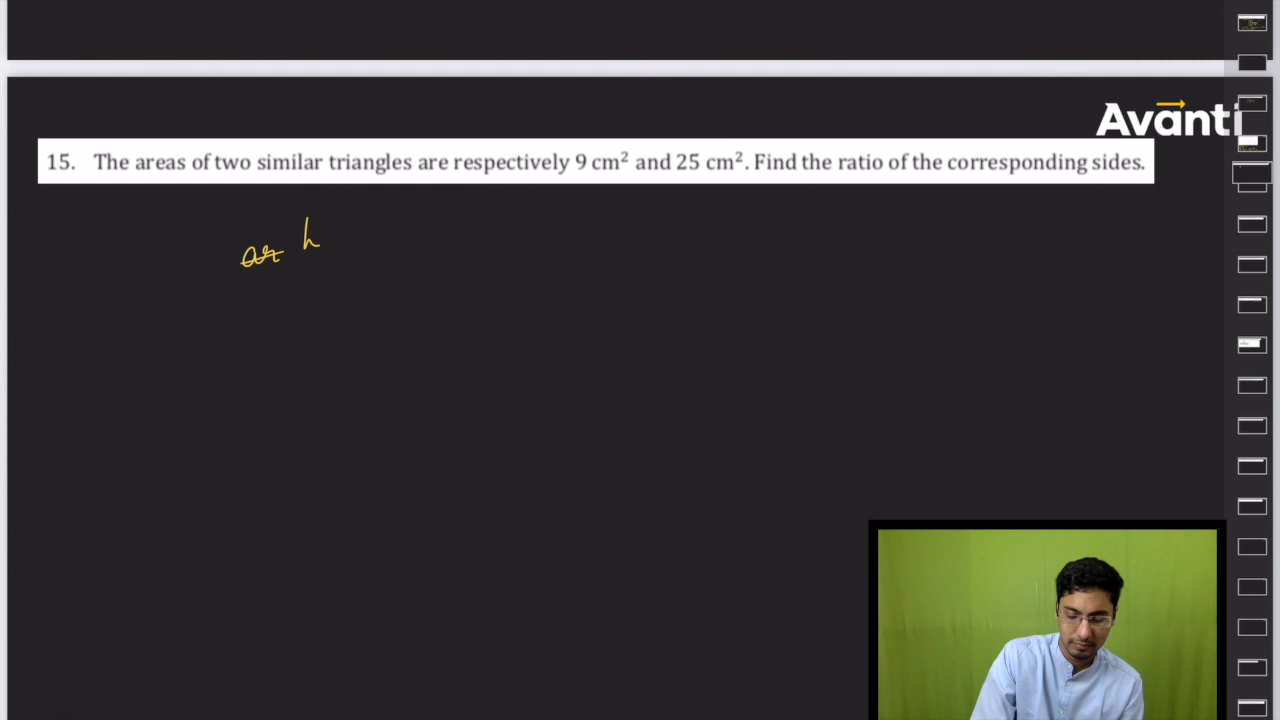 Avanti
15. The areas of two similar triangles are respectively 9 cm² and 25 cm². Find the ratio of the corresponding sides.
ar h